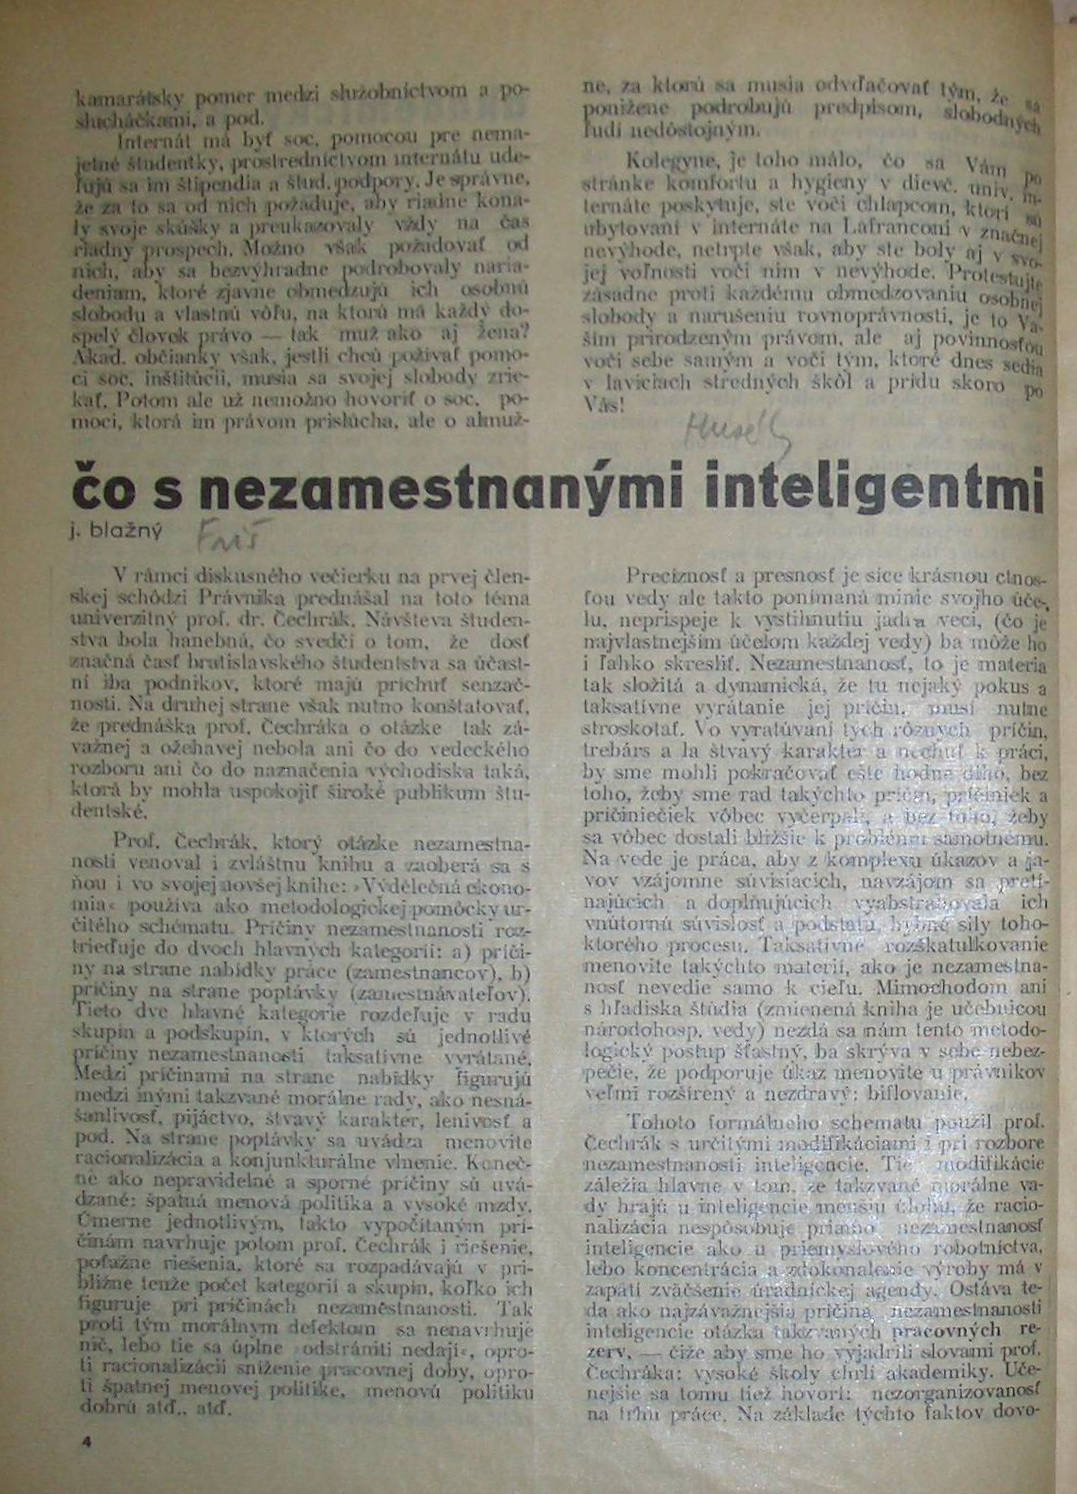 kamarátsky pomer medzi služobníctvom a po-
slucháčkami, a pod.
Internát má byť soc. pomocou pre nema-
jetné študentky, prostredníctvom internátu ude-
ľujú sa im štipendia a štud. podpory. Je správne,
že za to sa od nich požaduje, aby riadne kona-
ly svoje skúšky a preukazovaly vždy na čas
riadny prospech. Možno však požadovať od
nich, aby sa bezvýhradne podrobovaly naria-
deniam, ktoré zjavne obmedzujú ich osobnú
slobodu a vlastnú vôľu, na ktorú má každý do-
spelý človek právo — tak muž ako aj žena?
Akad. občianky však, jestli chcú požívať pomo-
ci soc. inštitúcií, musia sa svojej slobody zrie-
kať. Potom ale už nemožno hovoriť o soc. po-
moci, ktorá im právom prislúcha, ale o almuž-
ne, za ktorú sa musia odvďačovať tým, že sa
ponížene podrobujú predpisom, slobodných
ľudí nedôstojným.
Kolegyne, je toho málo, čo sa Vám po
stránke komfortu a hygieny v dievč. univ. in-
ternáte poskytuje, ste voči chlapcom, ktorí sú
ubytovaní v internáte na Lafranconi v značnej
nevýhode, netrpte však, aby ste boly aj v svo-
jej voľnosti voči nim v nevýhode. Protestujte
zásadne proti každému obmedzovaniu osobnej
slobody a narušeniu rovnoprávnosti, je to Va-
ším prirodzeným právom, ale aj povinnosťou
voči sebe samým a voči tým, ktoré dnes sedia
v laviciach stredných škôl a prídu skoro po
Vás!
čo s nezamestnanými inteligentmi
j. blažný Friš
V rámci diskusného večierku na prvej člen-
skej schôdzi Právnika prednášal na toto téma
univerzitný prof. dr. Čechrák. Návšteva študen-
stva bola hanebná, čo svedčí o tom, že dosť
značná časť bratislavského študentstva sa účast-
ní iba podnikov, ktoré majú príchuť senzač-
nosti. Na druhej strane však nutno konštatovať,
že prednáška prof. Čechráka o otázke tak zá-
važnej a ožehavej nebola ani čo do vedeckého
rozboru ani čo do naznačenia východiska taká,
ktorá by mohla uspokojiť široké publikum štu-
dentské.
Prof. Čechrák, ktorý otázke nezamestna-
nosti venoval i zvláštnu knihu a zaoberá sa s
ňou i vo svojej novšej knihe: »Výdělečná ekono-
mia« používa ako metodologickej pomôcky ur-
čitého schématu. Príčiny nezamestnanosti roz-
trieďuje do dvoch hlavných kategorií: a) príči-
ny na strane nabídky práce (zamestnancov), b)
príčiny na strane poptávky (zamestnávateľov).
Tieto dve hlavné kategorie rozdeľuje v radu
skupín a podskupín, v ktorých sú jednotlivé
príčiny nezamestnanosti taksatívne vyrátané.
Medzi príčinami na strane nabídky figurujú
medzi inými takzvané morálne rady, ako nesná-
šanlivosť, pijáctvo, štvavý karakter, lenivosť a
pod. Na strane poptávky sa uvádza menovite
racionalizácia a konjunkturálne vlnenie. Koneč-
ne ako nepravidelné a sporné príčiny sú uvá-
dzané: špatná menová politika a vysoké mzdy.
Úmerne jednotlivým, takto vypočítaným prí-
činám navrhuje potom prof. Čechrák i riešenie,
poťažne riešenia, ktoré sa rozpadávajú v pri-
bližne tenže počet kategorií a skupín, koľko ich
figuruje pri príčinách nezaměstnanosti. Tak
proti tým morálnym defektom sa nenavrhuje
nič, lebo tie sa úplne odstrániti nedajú, opro-
ti racionalizácii sníženie pracovnej doby, opro-
ti špatnej menovej politike, menovú politiku
dobrú atď., atď.
Precíznosť a presnosť je síce krásnou ctnos-
ťou vedy ale takto ponímaná minie svojho úče-
lu, neprispeje k vystihnutiu jadra veci, (čo je
najvlastnejším účelom každej vedy) ba môže ho
i ľahko skresliť. Nezamestnanosť, to je materia
tak složitá a dynamická, že tu nejaký pokus a
taksatívne vyrátanie jej príčin, musí nutne
stroskotať. Vo vyratúvaní tých rôznych príčin,
trebárs a la štvavý karakter a nechuť k práci,
by sme mohli pokračovať ešte hodne dlho, bez
toho, žeby sme rad takýchto príčin, príčiniek a
príčiniečiek vôbec vyčerpali, a bez toho, žeby
sa vôbec dostali bližšie k problému samotnému.
Na vede je práca, aby z komplexu úkazov a ja-
vov vzájomne súvisiacich, navzájom sa preti-
najúcich a doplňujúcich vyabstrahovala ich
vnútornú súvislosť a podstatu, hybné sily toho-
ktorého procesu. Taksatívne rozškatuľkovanie
menovite takýchto materií, ako je nezamestna-
nosť nevedie samo k cieľu. Mimochodom ani
s hľadiska štúdia (zmienená kniha je učebnicou
národohosp. vedy) nezdá sa nám tento metodo-
logický postup šťastný, ba skrýva v sebe nebez-
pečie, že podporuje úkaz menovite u právnikov
veľmi rozšírený a nezdravý: bifľovanie.
Tohoto formálneho schematu použil prof.
Čechrák s určitými modifikáciami i pri rozbore
nezamestnanosti inteligencie. Tie modifikácie
záležia hlavne v tom, že takzvané morálne va-
dy hrajú u inteligencie menšiu úlohu, že racio-
nalizácia nespôsobuje priamo nezamestnanosť
inteligencie ako u priemyslového robotníctva,
lebo koncentrácia a zdokonalenie výroby má v
zápätí zväčšenie úradníckej agendy. Ostáva te-
da ako najzávažnejšia príčina nezamestnanosti
inteligencie otázka takzvaných pracovných re-
zerv, — čiže aby sme ho vyjadrili slovami prof.
Čechráka: vysoké školy chrlí akademiky. Uče-
nejšie sa tomu tiež hovorí: nezorganizovanosť
na trhu práce. Na základe týchto faktov dovo-
4